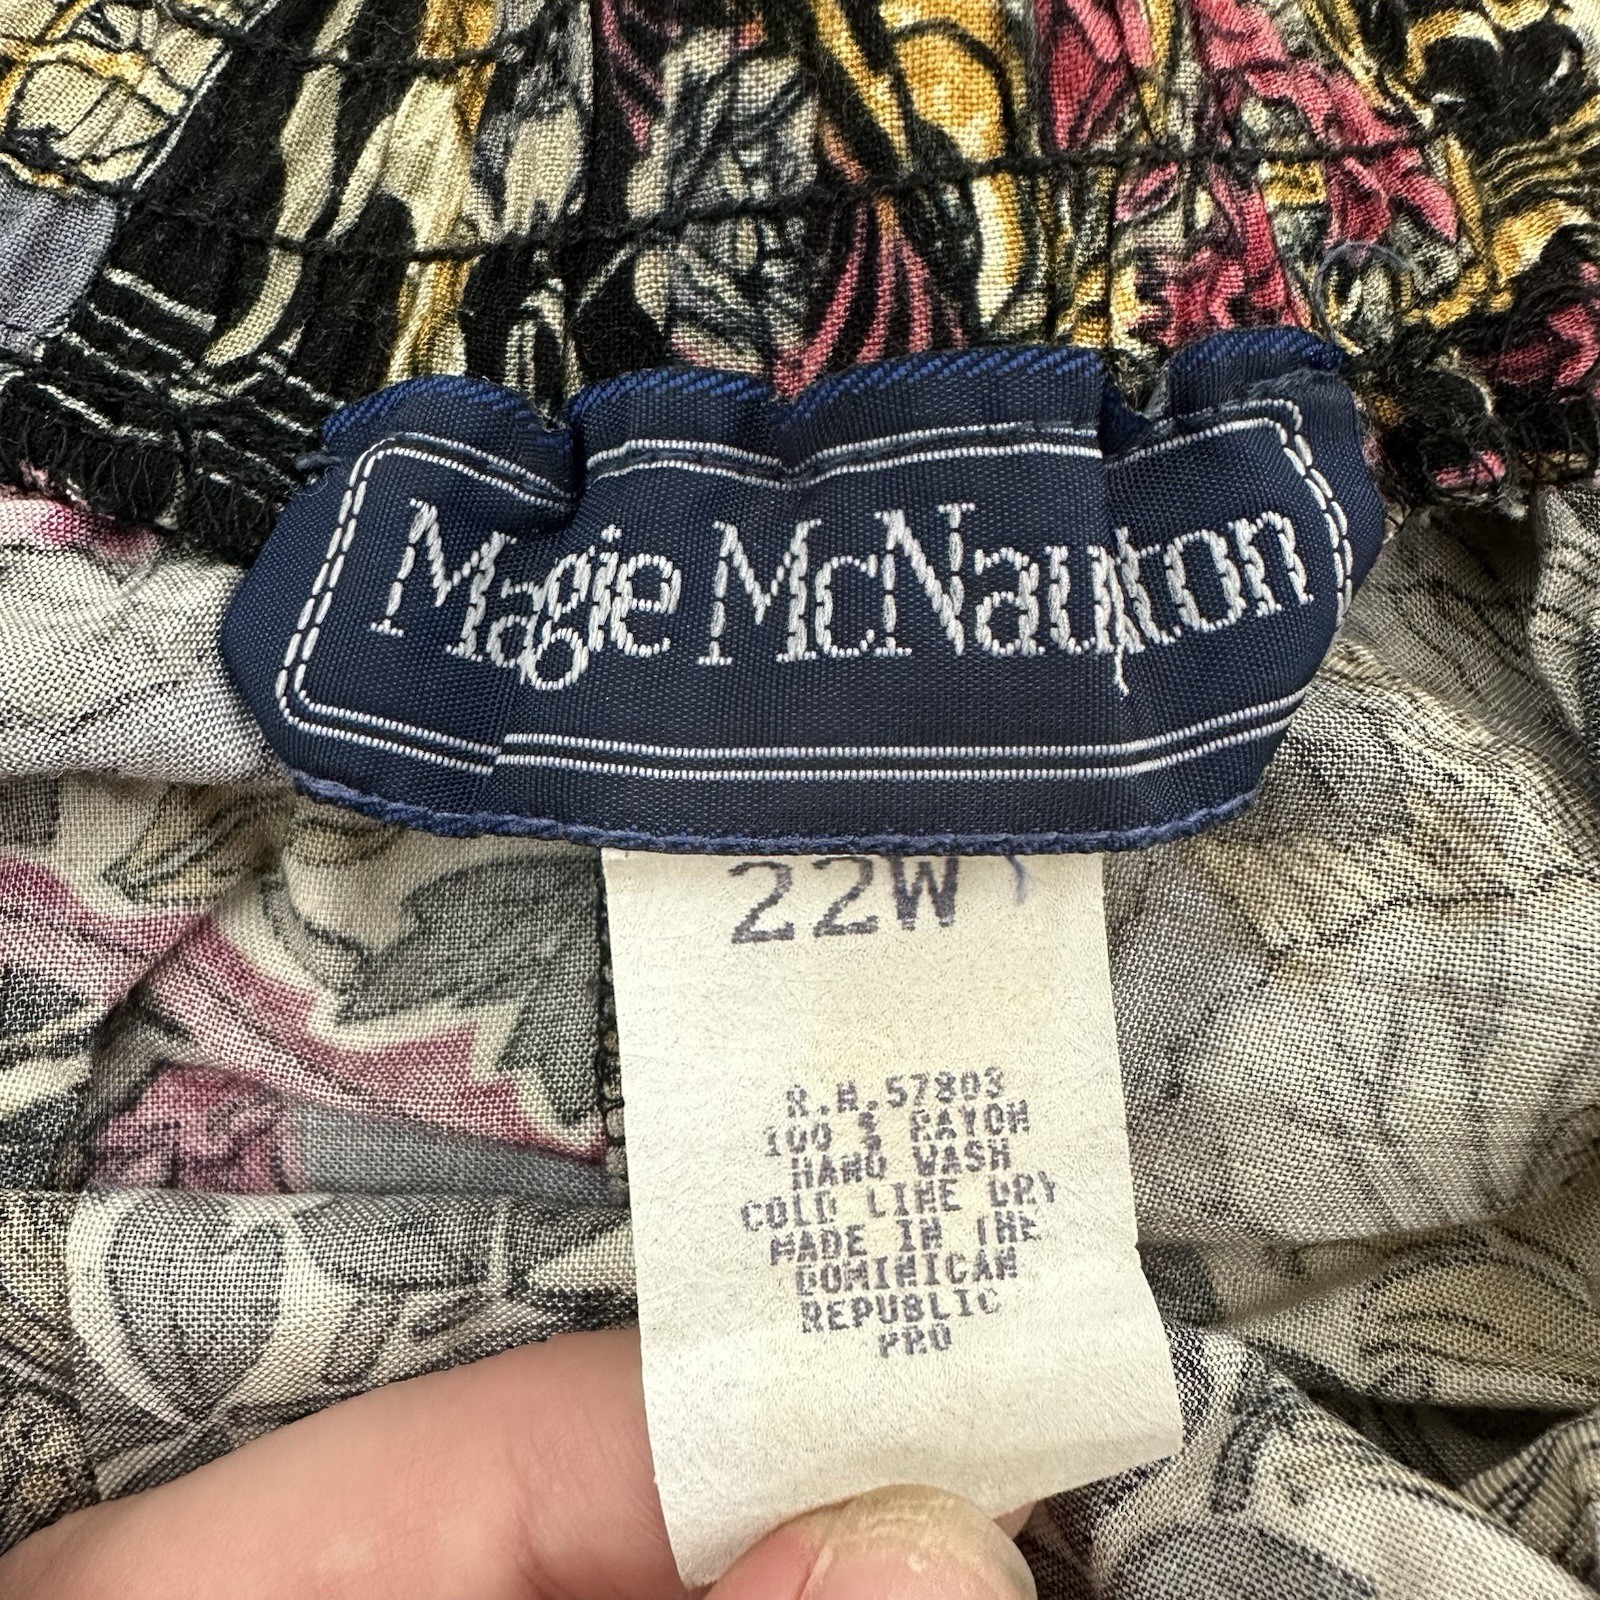 Magie McNauton
22W
R.N.57803
100 % RAYON
HAND WASH
COLD LINE DRY
MADE IN THE
DOMINICAN
REPUBLIC
PRO